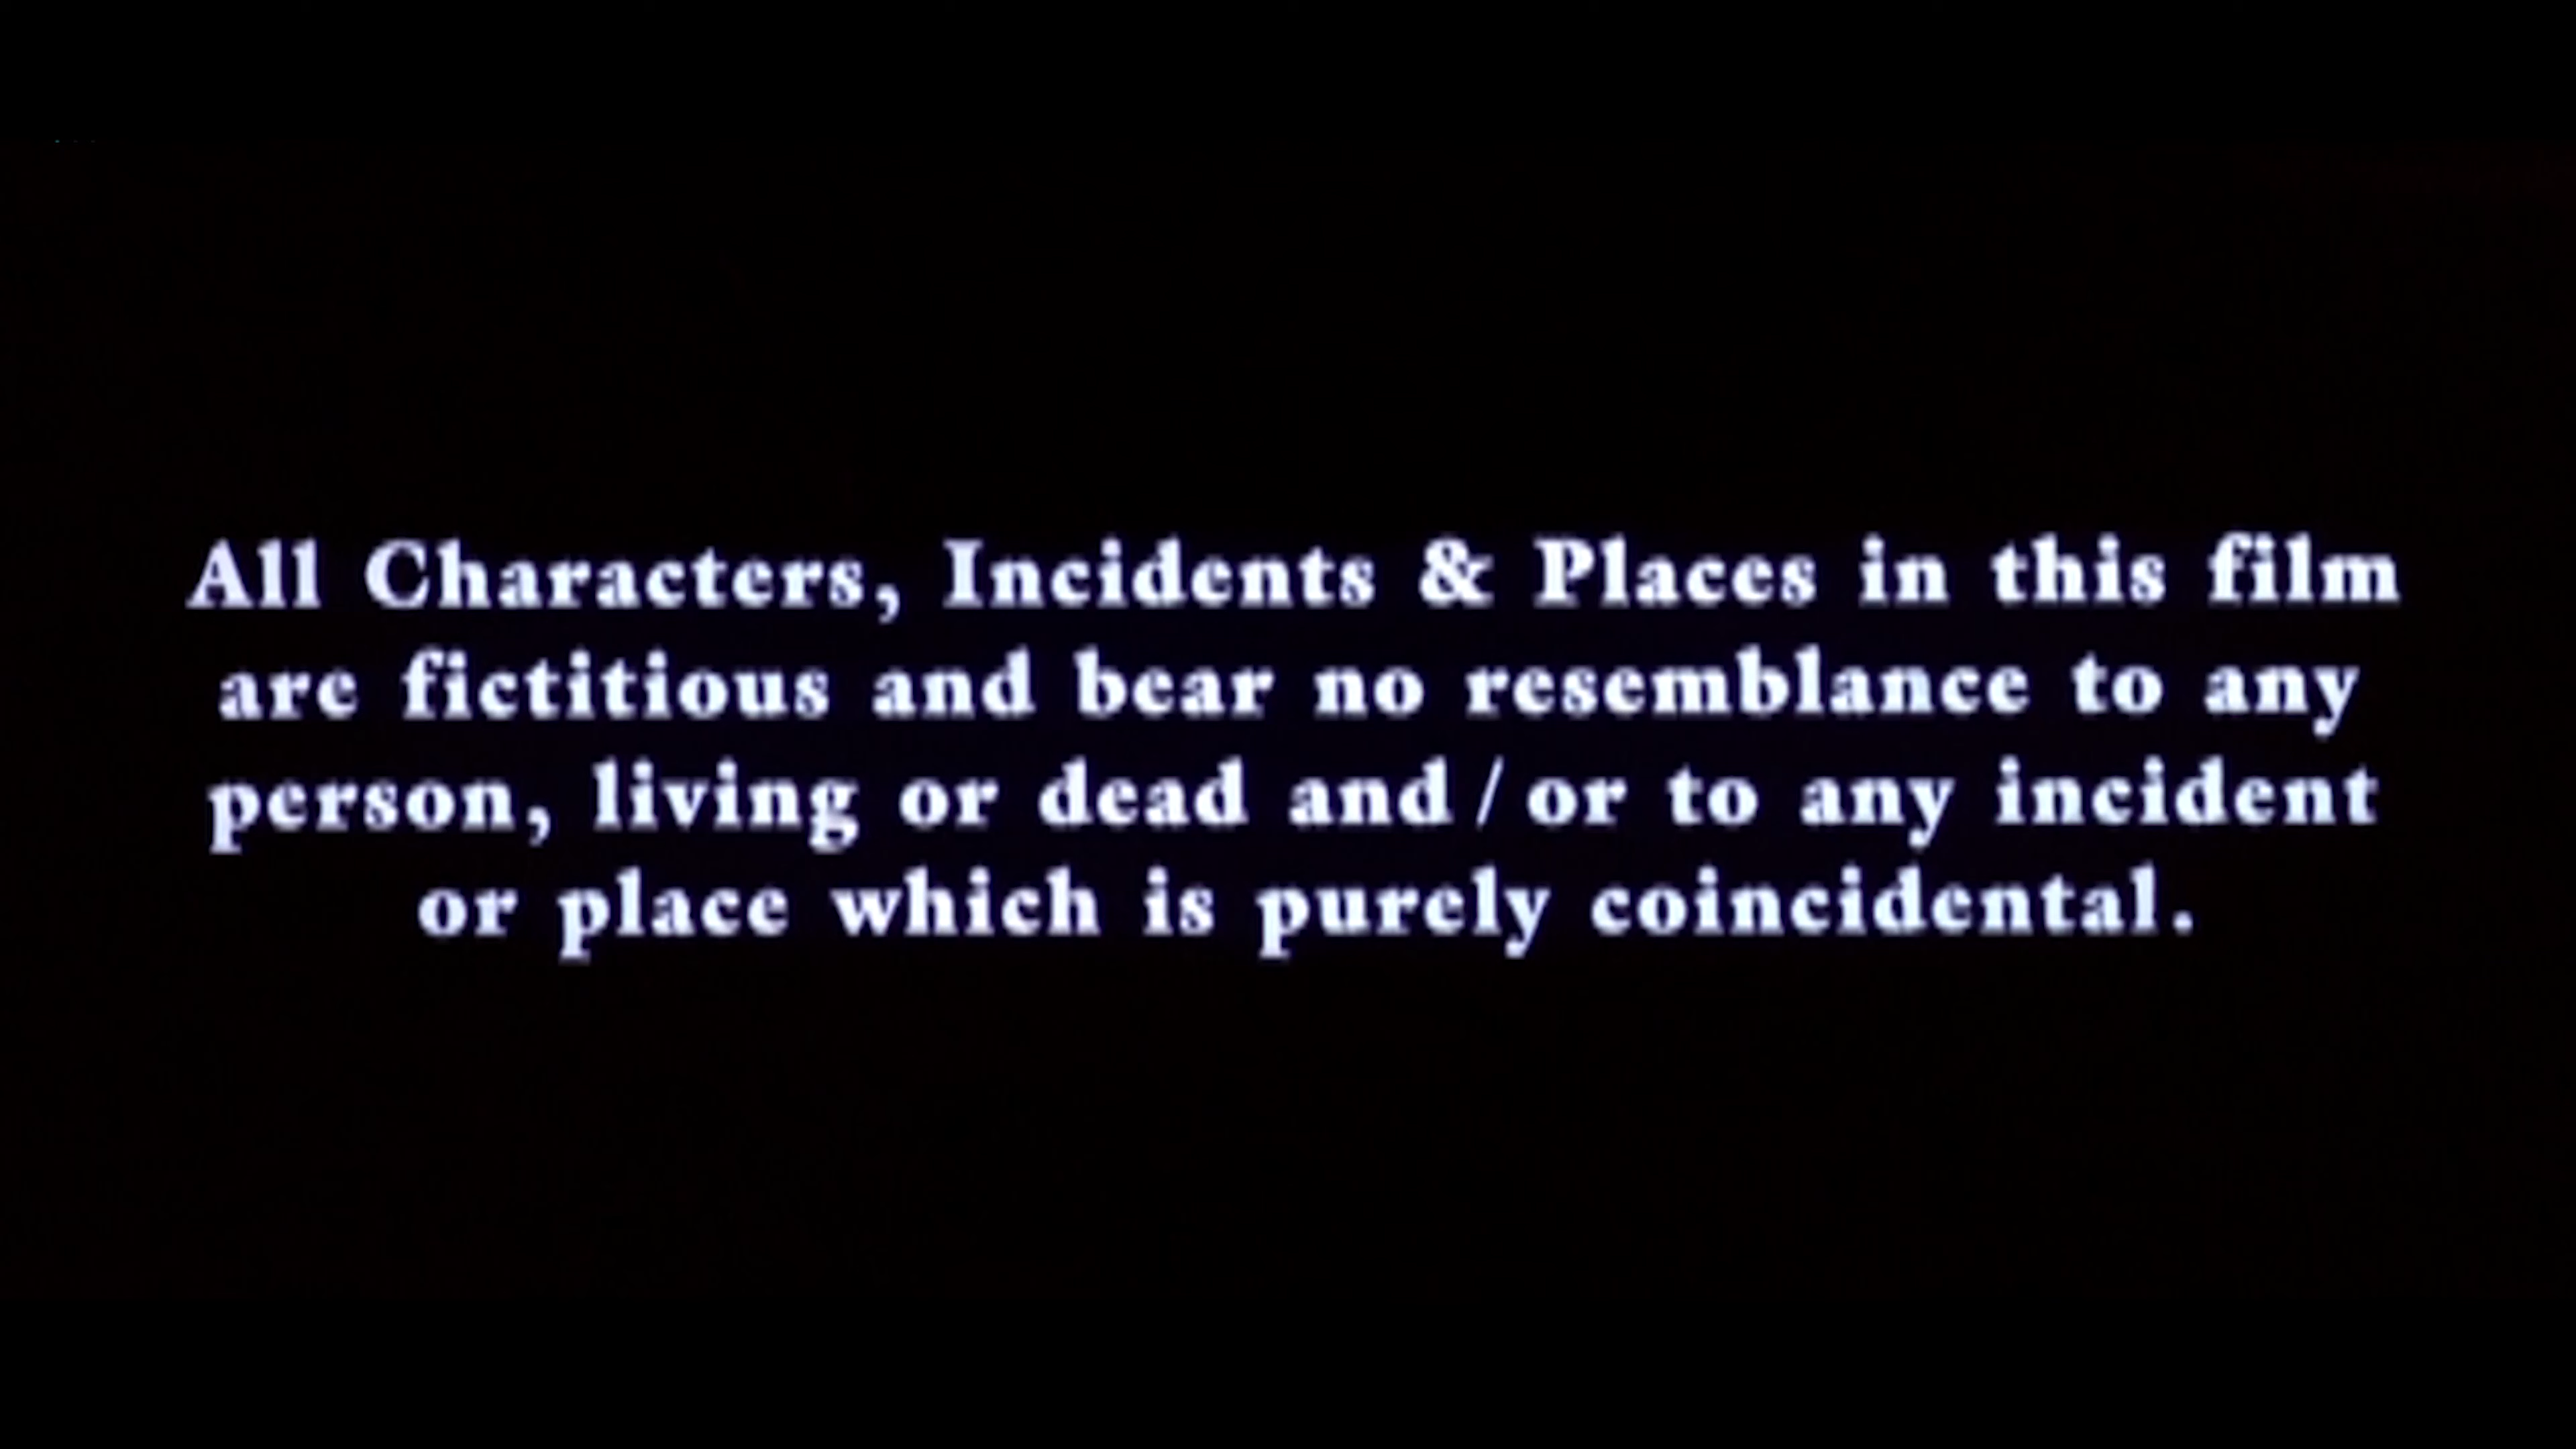 All Characters, Incidents & Places in this film
are fictitious and bear no resemblance to any
person, living or dead and / or to any incident
or place which is purely coincidental.